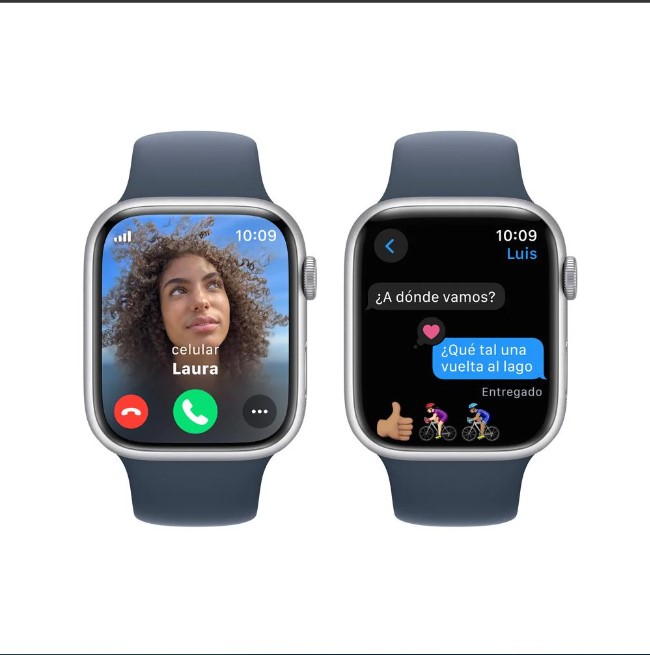 10:09
celular
Laura
10:09
Luis
¿A dónde vamos?
¿Qué tal una
vuelta al lago
Entregado